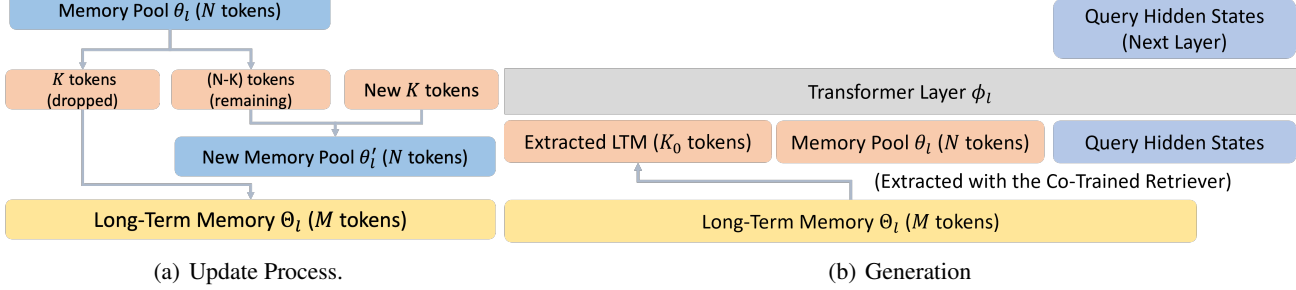 Memory Pool θ_l (N tokens)
K tokens
(dropped)
(N-K) tokens
(remaining)
New K tokens
New Memory Pool θ′_l (N tokens)
Long-Term Memory Θ_l (M tokens)
(a) Update Process.
Query Hidden States
(Next Layer)
Transformer Layer ϕ_l
Extracted LTM (K_0 tokens)
Memory Pool θ_l (N tokens)
Query Hidden States
(Extracted with the Co-Trained Retriever)
Long-Term Memory Θ_l (M tokens)
(b) Generation